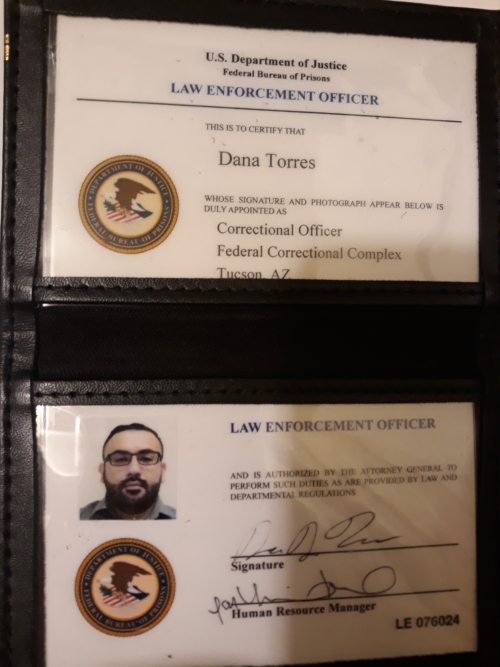 U.S. Department of Justice
Federal Bureau of Prisons
LAW ENFORCEMENT OFFICER
THIS IS TO CERTIFY THAT
Dana Torres
WHOSE SIGNATURE AND PHOTOGRAPH APPEAR BELOW IS
DULY APPOINTED AS
Correctional Officer
Federal Correctional Complex
Tucson, AZ
LAW ENFORCEMENT OFFICER
AND IS AUTHORIZED BY THE ATTORNEY GENERAL TO
PERFORM SUCH DUTIES AS ARE PROVIDED BY LAW AND
DEPARTMENTAL REGULATIONS
Signature
Human Resource Manager
LE 076024